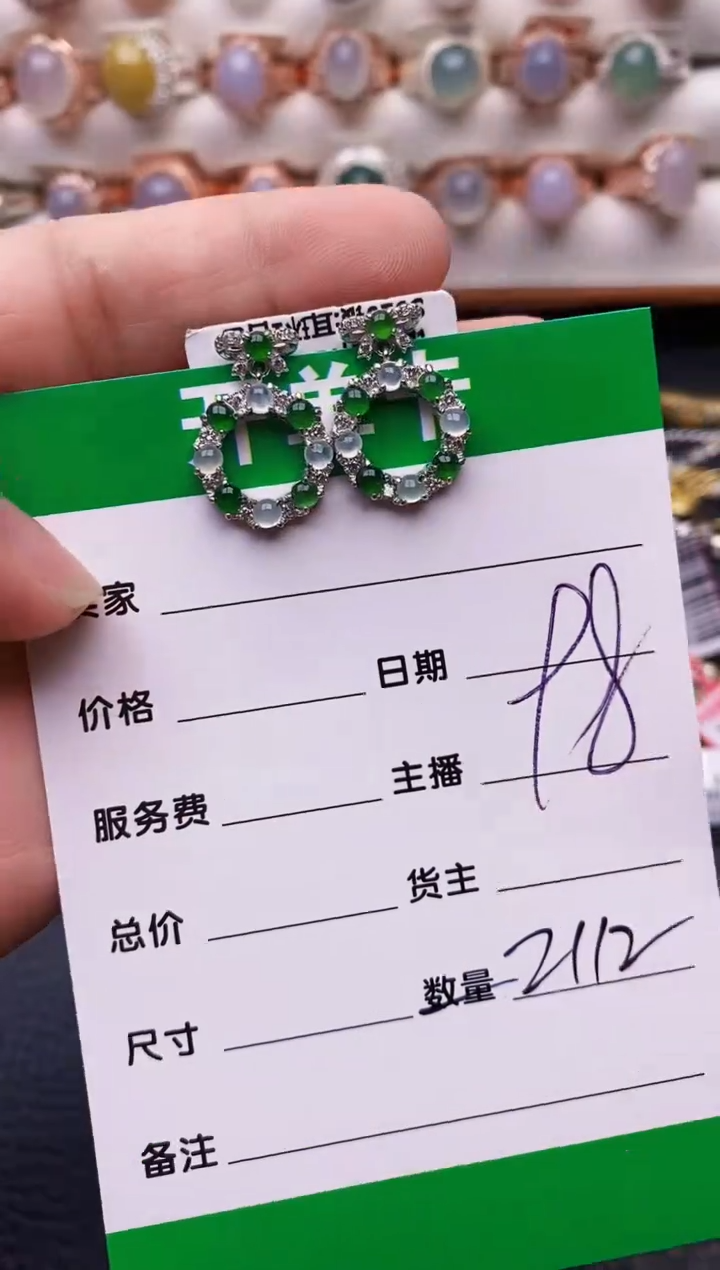 家
价格 日期
服务费 主播
总价 货主
尺寸 数量 2112
备注